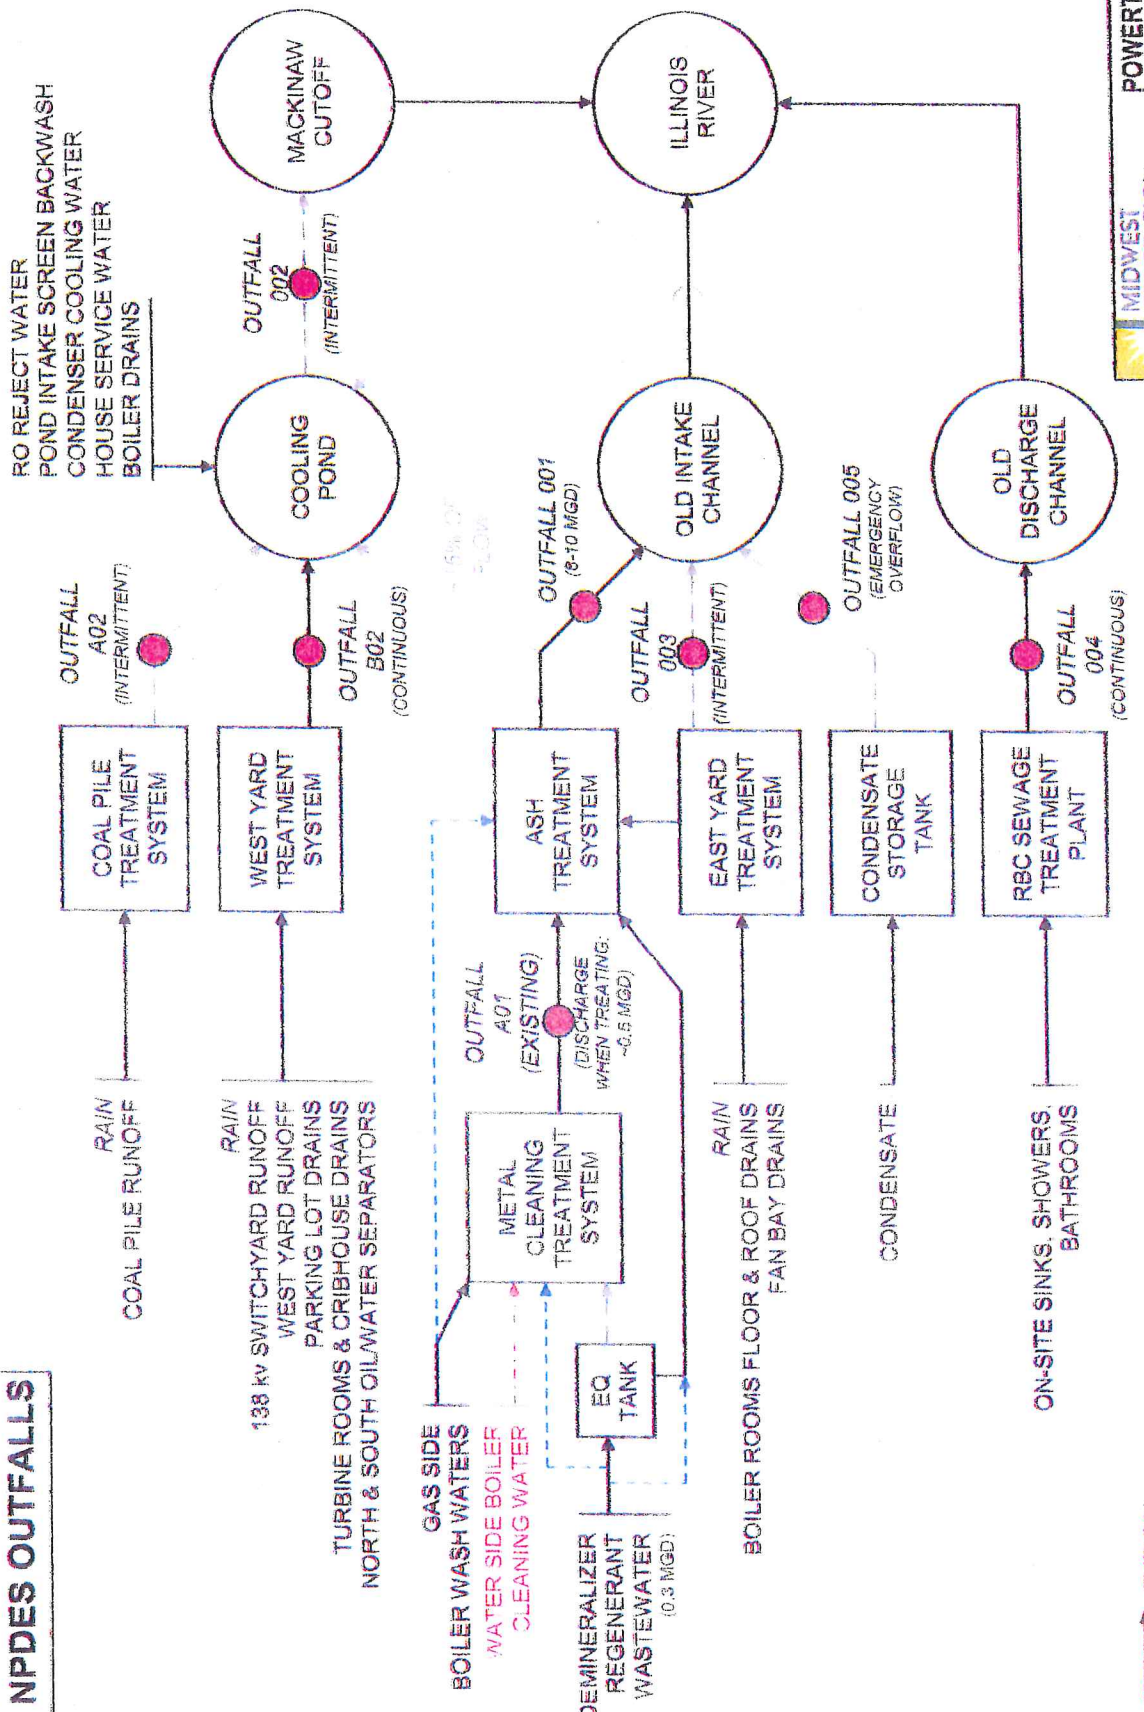 NPDES OUTFALLS
RAIN
COAL PILE RUNOFF
COAL PILE
TREATMENT
SYSTEM
OUTFALL
A02
(INTERMITTENT)
RO REJECT WATER
POND INTAKE SCREEN BACKWASH
CONDENSER COOLING WATER
HOUSE SERVICE WATER
BOILER DRAINS
RAIN
138 kv SWITCHYARD RUNOFF
WEST YARD RUNOFF
PARKING LOT DRAINS
TURBINE ROOMS & CRIBHOUSE DRAINS
NORTH & SOUTH OIL/WATER SEPARATORS
WEST YARD
TREATMENT
SYSTEM
OUTFALL
B02
(CONTINUOUS)
COOLING
POND
OUTFALL
002
(INTERMITTENT)
MACKINAW
CUTOFF
GAS SIDE
BOILER WASH WATERS
WATER SIDE BOILER
CLEANING WATER
DEMINERALIZER
REGENERANT
WASTEWATER
(0.3 MGD)
EQ
TANK
METAL
CLEANING
TREATMENT
SYSTEM
OUTFALL
A01
(EXISTING)
(DISCHARGE
WHEN TREATING:
~0.5 MGD)
ASH
TREATMENT
SYSTEM
FLOW
OUTFALL 001
(8-10 MGD)
OLD INTAKE
CHANNEL
ILLINOIS
RIVER
RAIN
BOILER ROOMS FLOOR & ROOF DRAINS
FAN BAY DRAINS
EAST YARD
TREATMENT
SYSTEM
OUTFALL
003
(INTERMITTENT)
CONDENSATE
CONDENSATE
STORAGE
TANK
OUTFALL 005
(EMERGENCY
OVERFLOW)
ON-SITE SINKS, SHOWERS,
BATHROOMS
RBC SEWAGE
TREATMENT
PLANT
OUTFALL
004
(CONTINUOUS)
OLD
DISCHARGE
CHANNEL
MIDWEST
POWERT